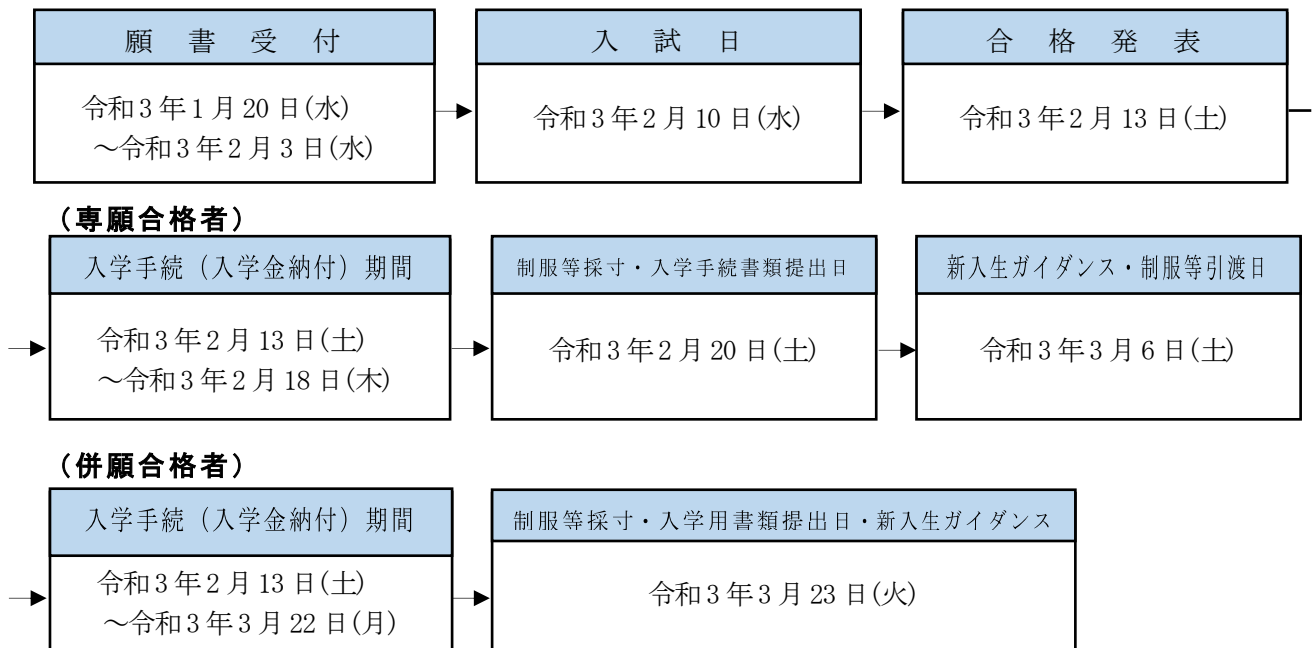 願書受付
入試日
合格発表
令和3年1月20日(水)
～令和3年2月3日(水)
令和3年2月10日(水)
令和3年2月13日(土)
（専願合格者）
入学手続（入学金納付）期間
制服等採寸・入学手続書類提出日
新入生ガイダンス・制服等引渡日
令和3年2月13日(土)
～令和3年2月18日(木)
令和3年2月20日(土)
令和3年3月6日(土)
（併願合格者）
入学手続（入学金納付）期間
制服等採寸・入学用書類提出日・新入生ガイダンス
令和3年2月13日(土)
～令和3年3月22日(月)
令和3年3月23日(火)